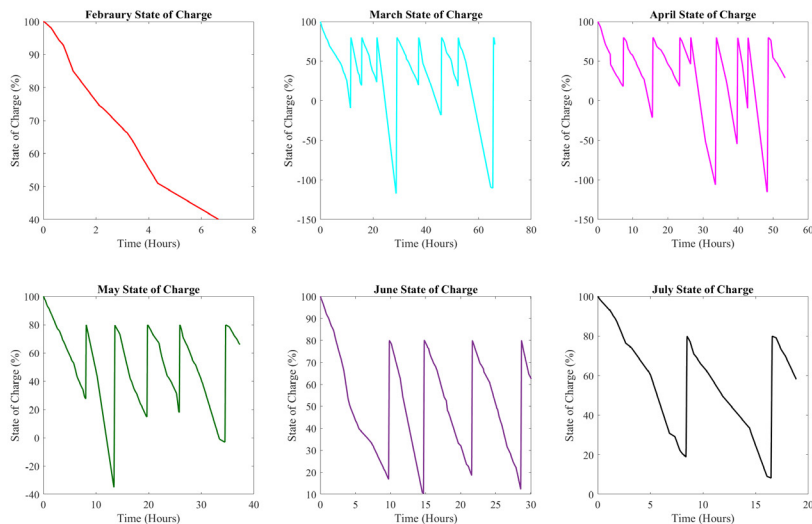 Febraury State of Charge
100
90
80
70
60
50
40
0 2 4 6 8
State of Charge (%)
Time (Hours)
March State of Charge
100
50
0
-50
-100
-150
0 20 40 60 80
State of Charge (%)
Time (Hours)
April State of Charge
100
50
0
-50
-100
-150
0 10 20 30 40 50 60
State of Charge (%)
Time (Hours)
May State of Charge
100
80
60
40
20
0
-20
-40
0 10 20 30 40
State of Charge (%)
Time (Hours)
June State of Charge
100
90
80
70
60
50
40
30
20
10
0 5 10 15 20 25 30
State of Charge (%)
Time (Hours)
July State of Charge
100
80
60
40
20
0
0 5 10 15 20
State of Charge (%)
Time (Hours)